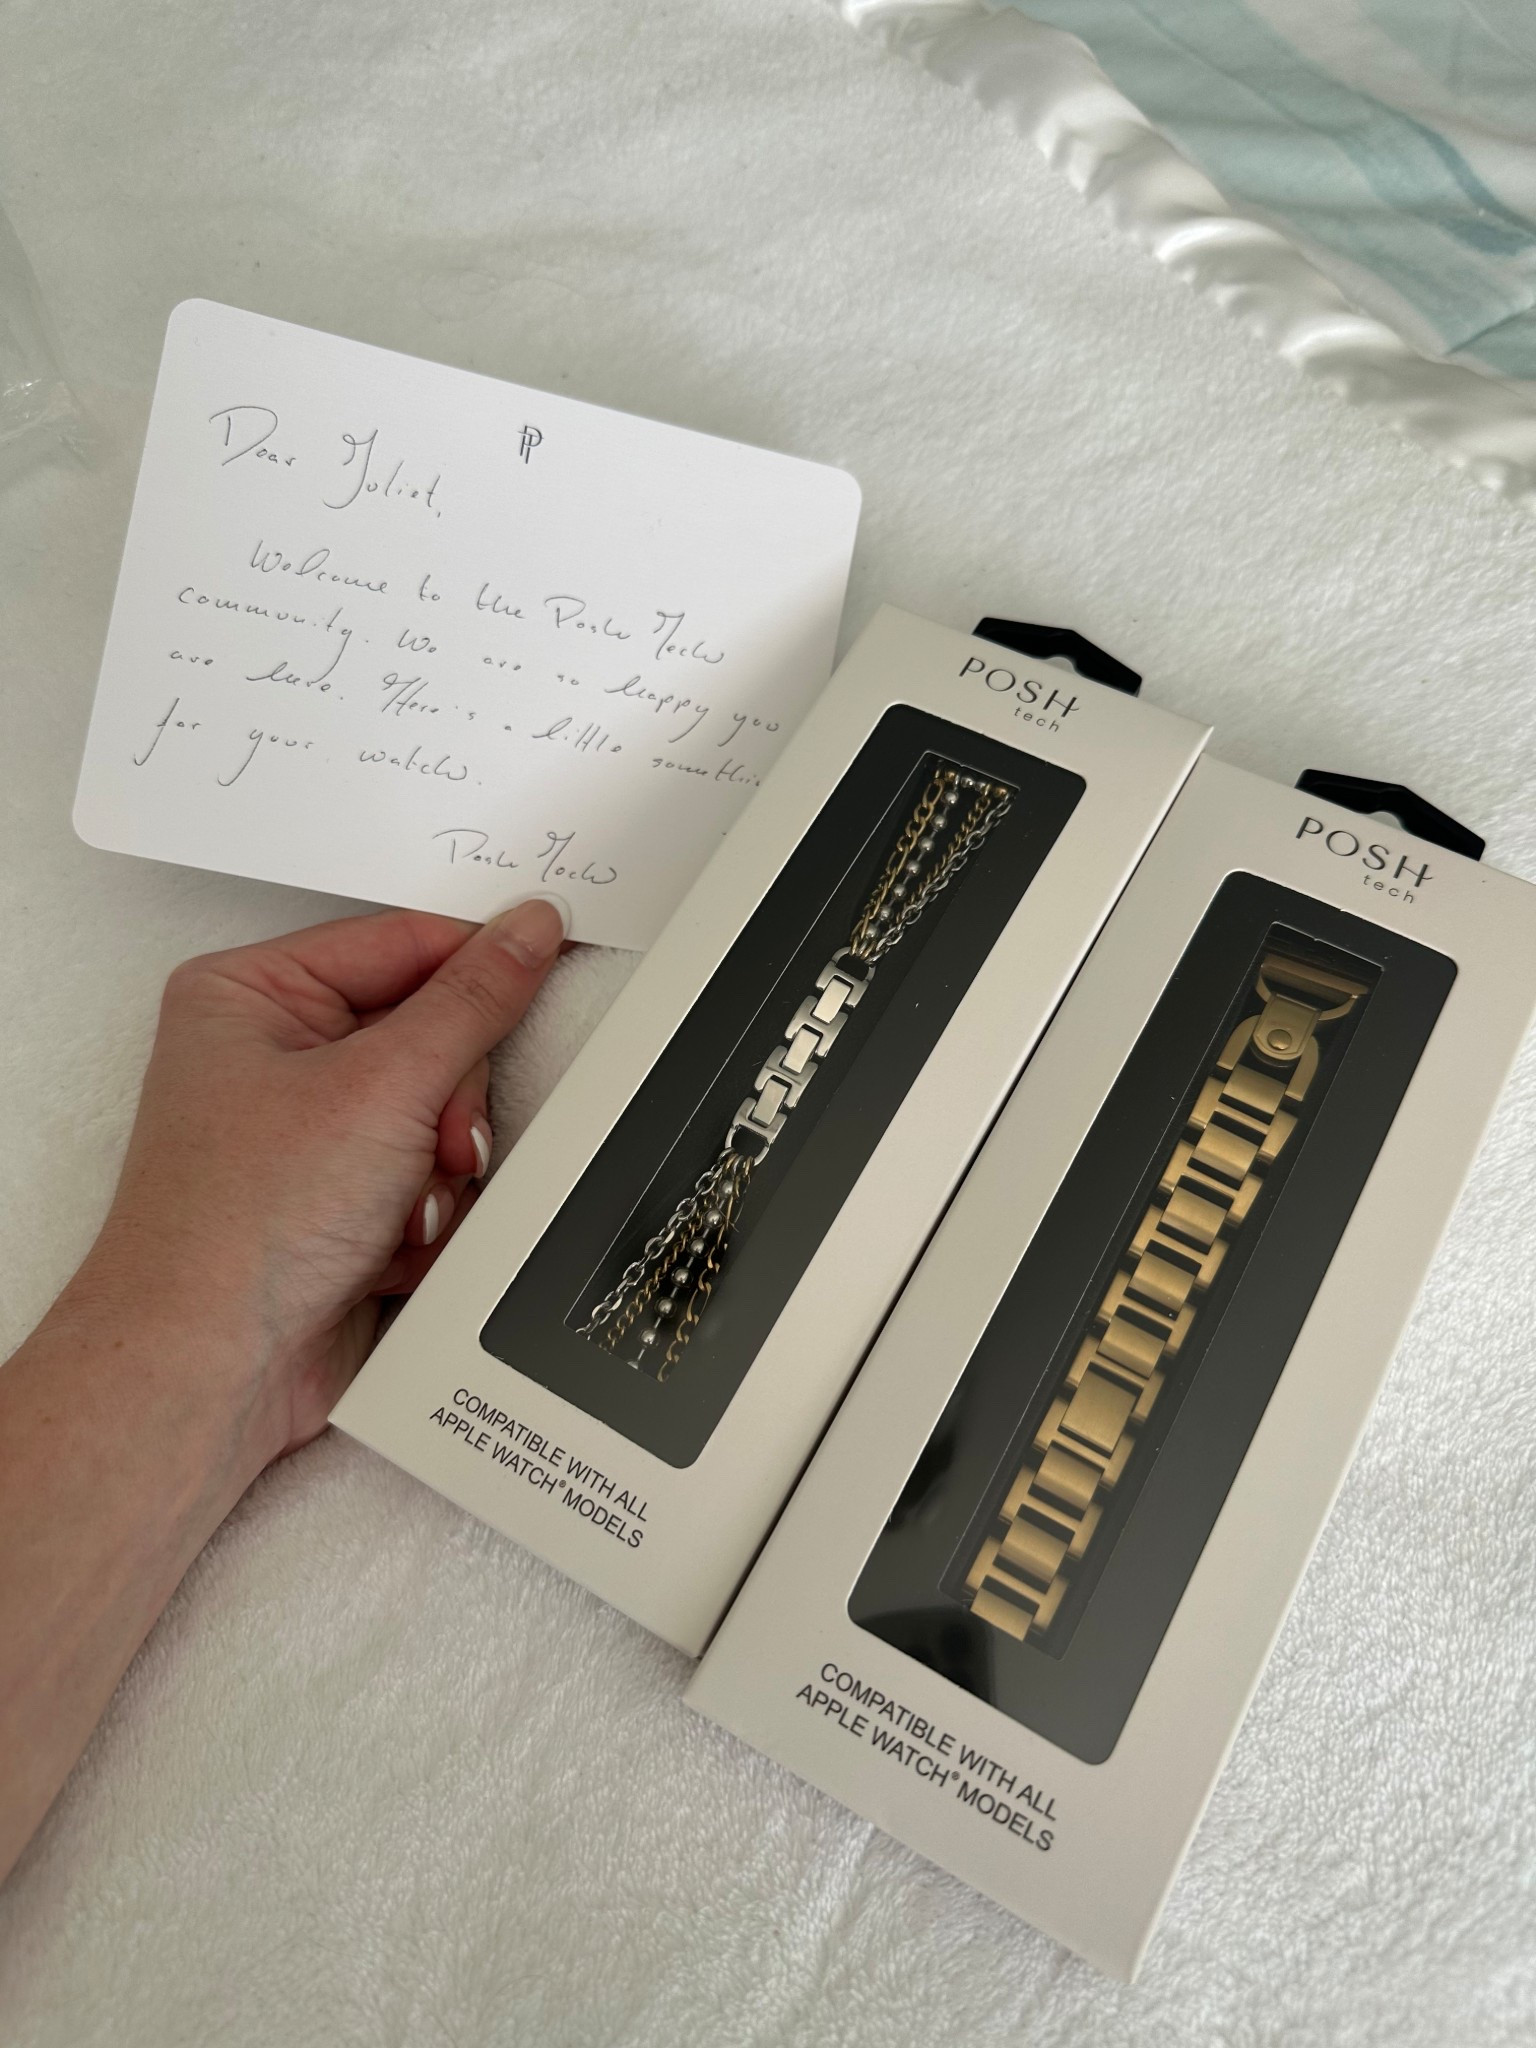 Dear Juliet,
Welcome to the Posh Tech
community. We are so happy you
are here. Here's a little somethi
for your watch.
Posh Tech
POSH
tech
COMPATIBLE WITH ALL
APPLE WATCH® MODELS
POSH
tech
COMPATIBLE WITH ALL
APPLE WATCH® MODELS